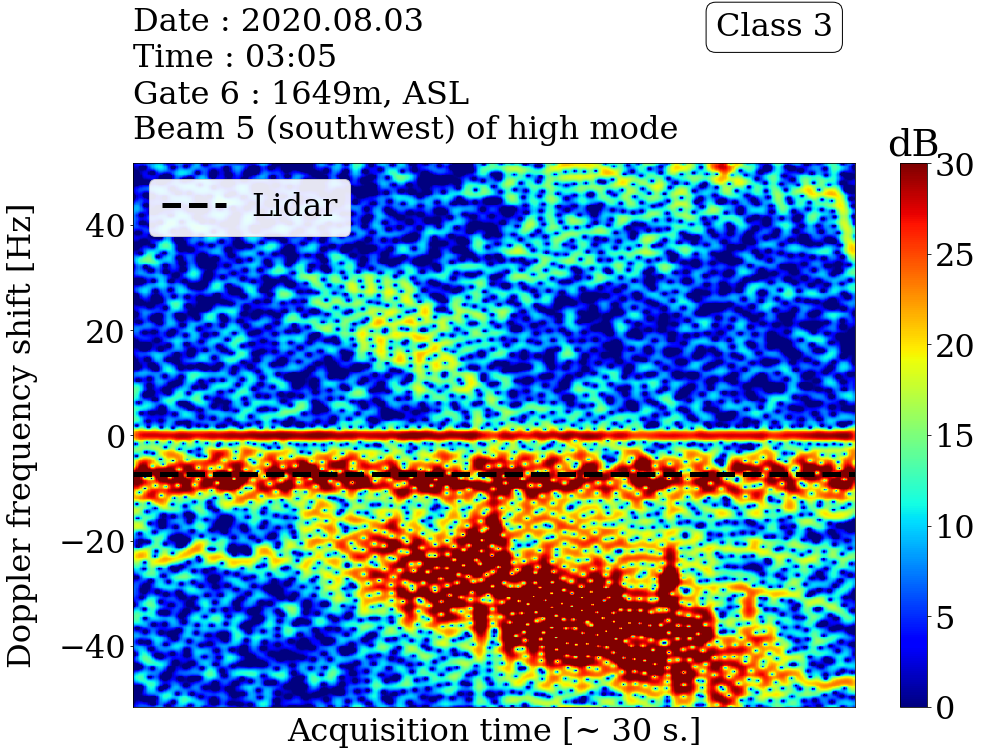 Date : 2020.08.03
Time : 03:05
Gate 6 : 1649m, ASL
Beam 5 (southwest) of high mode
Class 3
dB
Lidar
Doppler frequency shift [Hz]
40
20
0
−20
−40
30
25
20
15
10
5
0
Acquisition time [~ 30 s.]